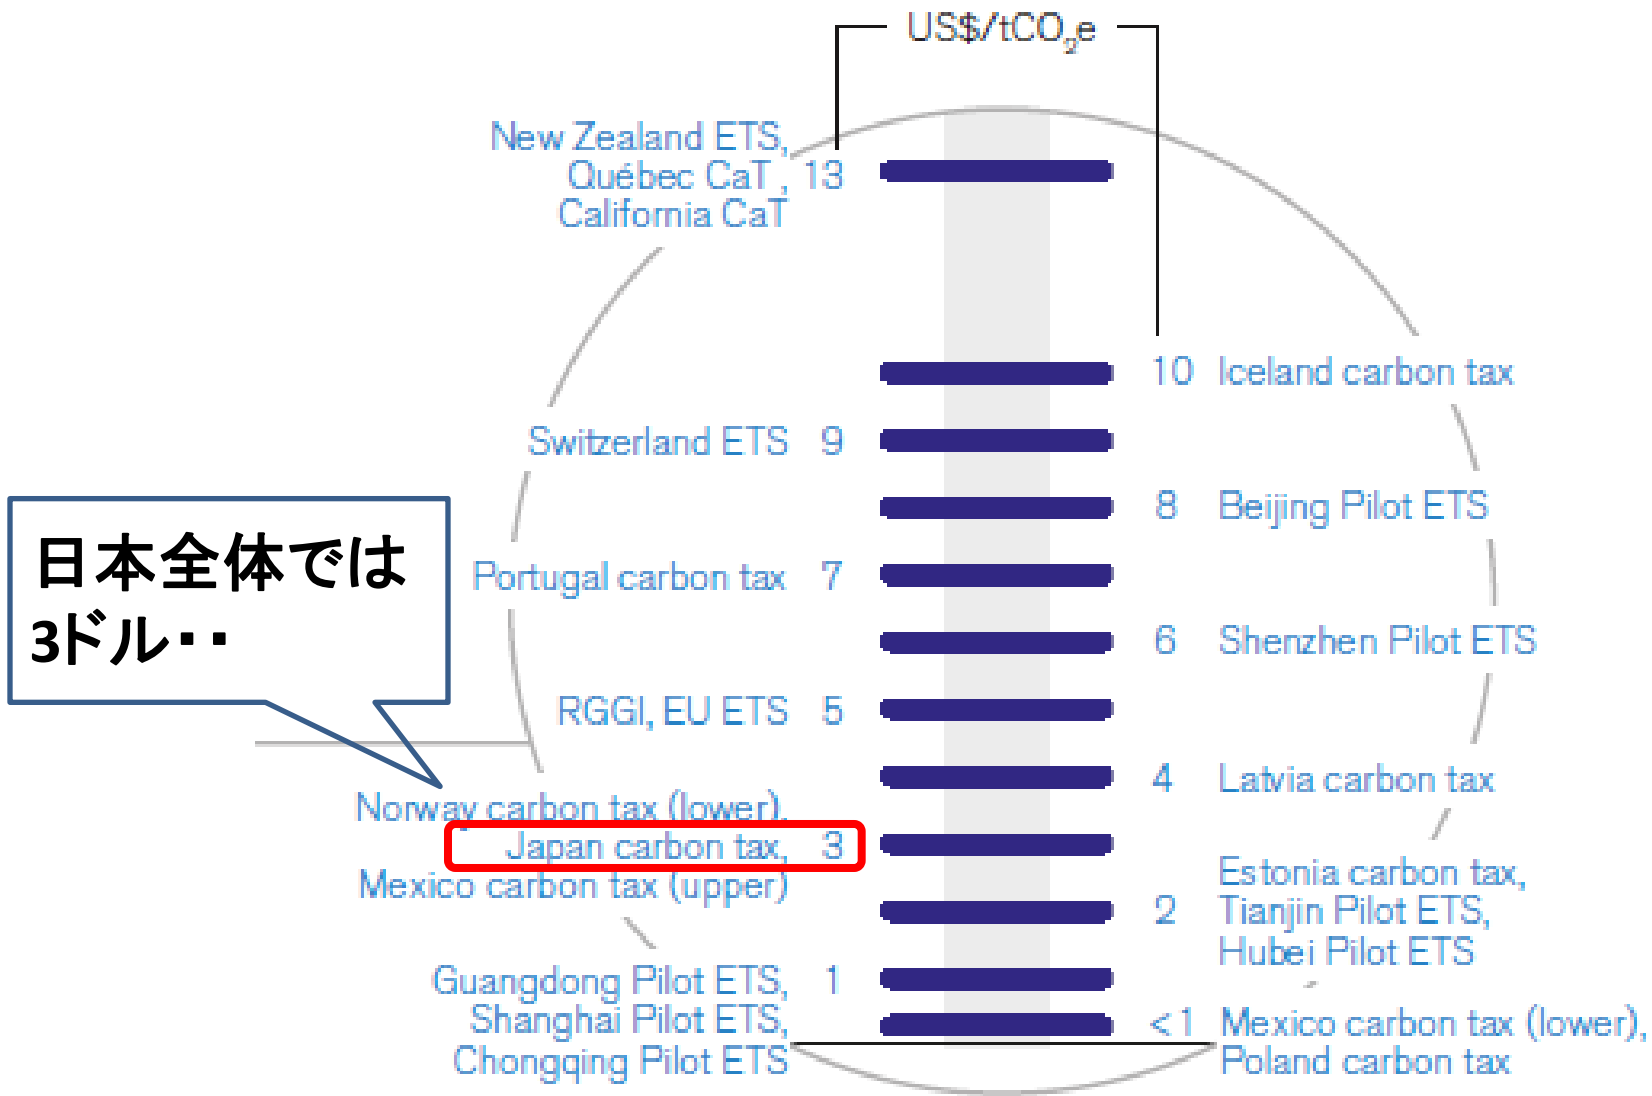 US$/tCO₂e
New Zealand ETS,
Québec CaT , 13
California CaT
10 Iceland carbon tax
Switzerland ETS 9
8 Beijing Pilot ETS
日本全体では
3ドル・・
Portugal carbon tax 7
6 Shenzhen Pilot ETS
RGGI, EU ETS 5
4 Latvia carbon tax
Norway carbon tax (lower),
Japan carbon tax, 3
Mexico carbon tax (upper)
Estonia carbon tax,
2 Tianjin Pilot ETS,
Hubei Pilot ETS
Guangdong Pilot ETS, 1
Shanghai Pilot ETS,
Chongqing Pilot ETS
<1 Mexico carbon tax (lower),
Poland carbon tax